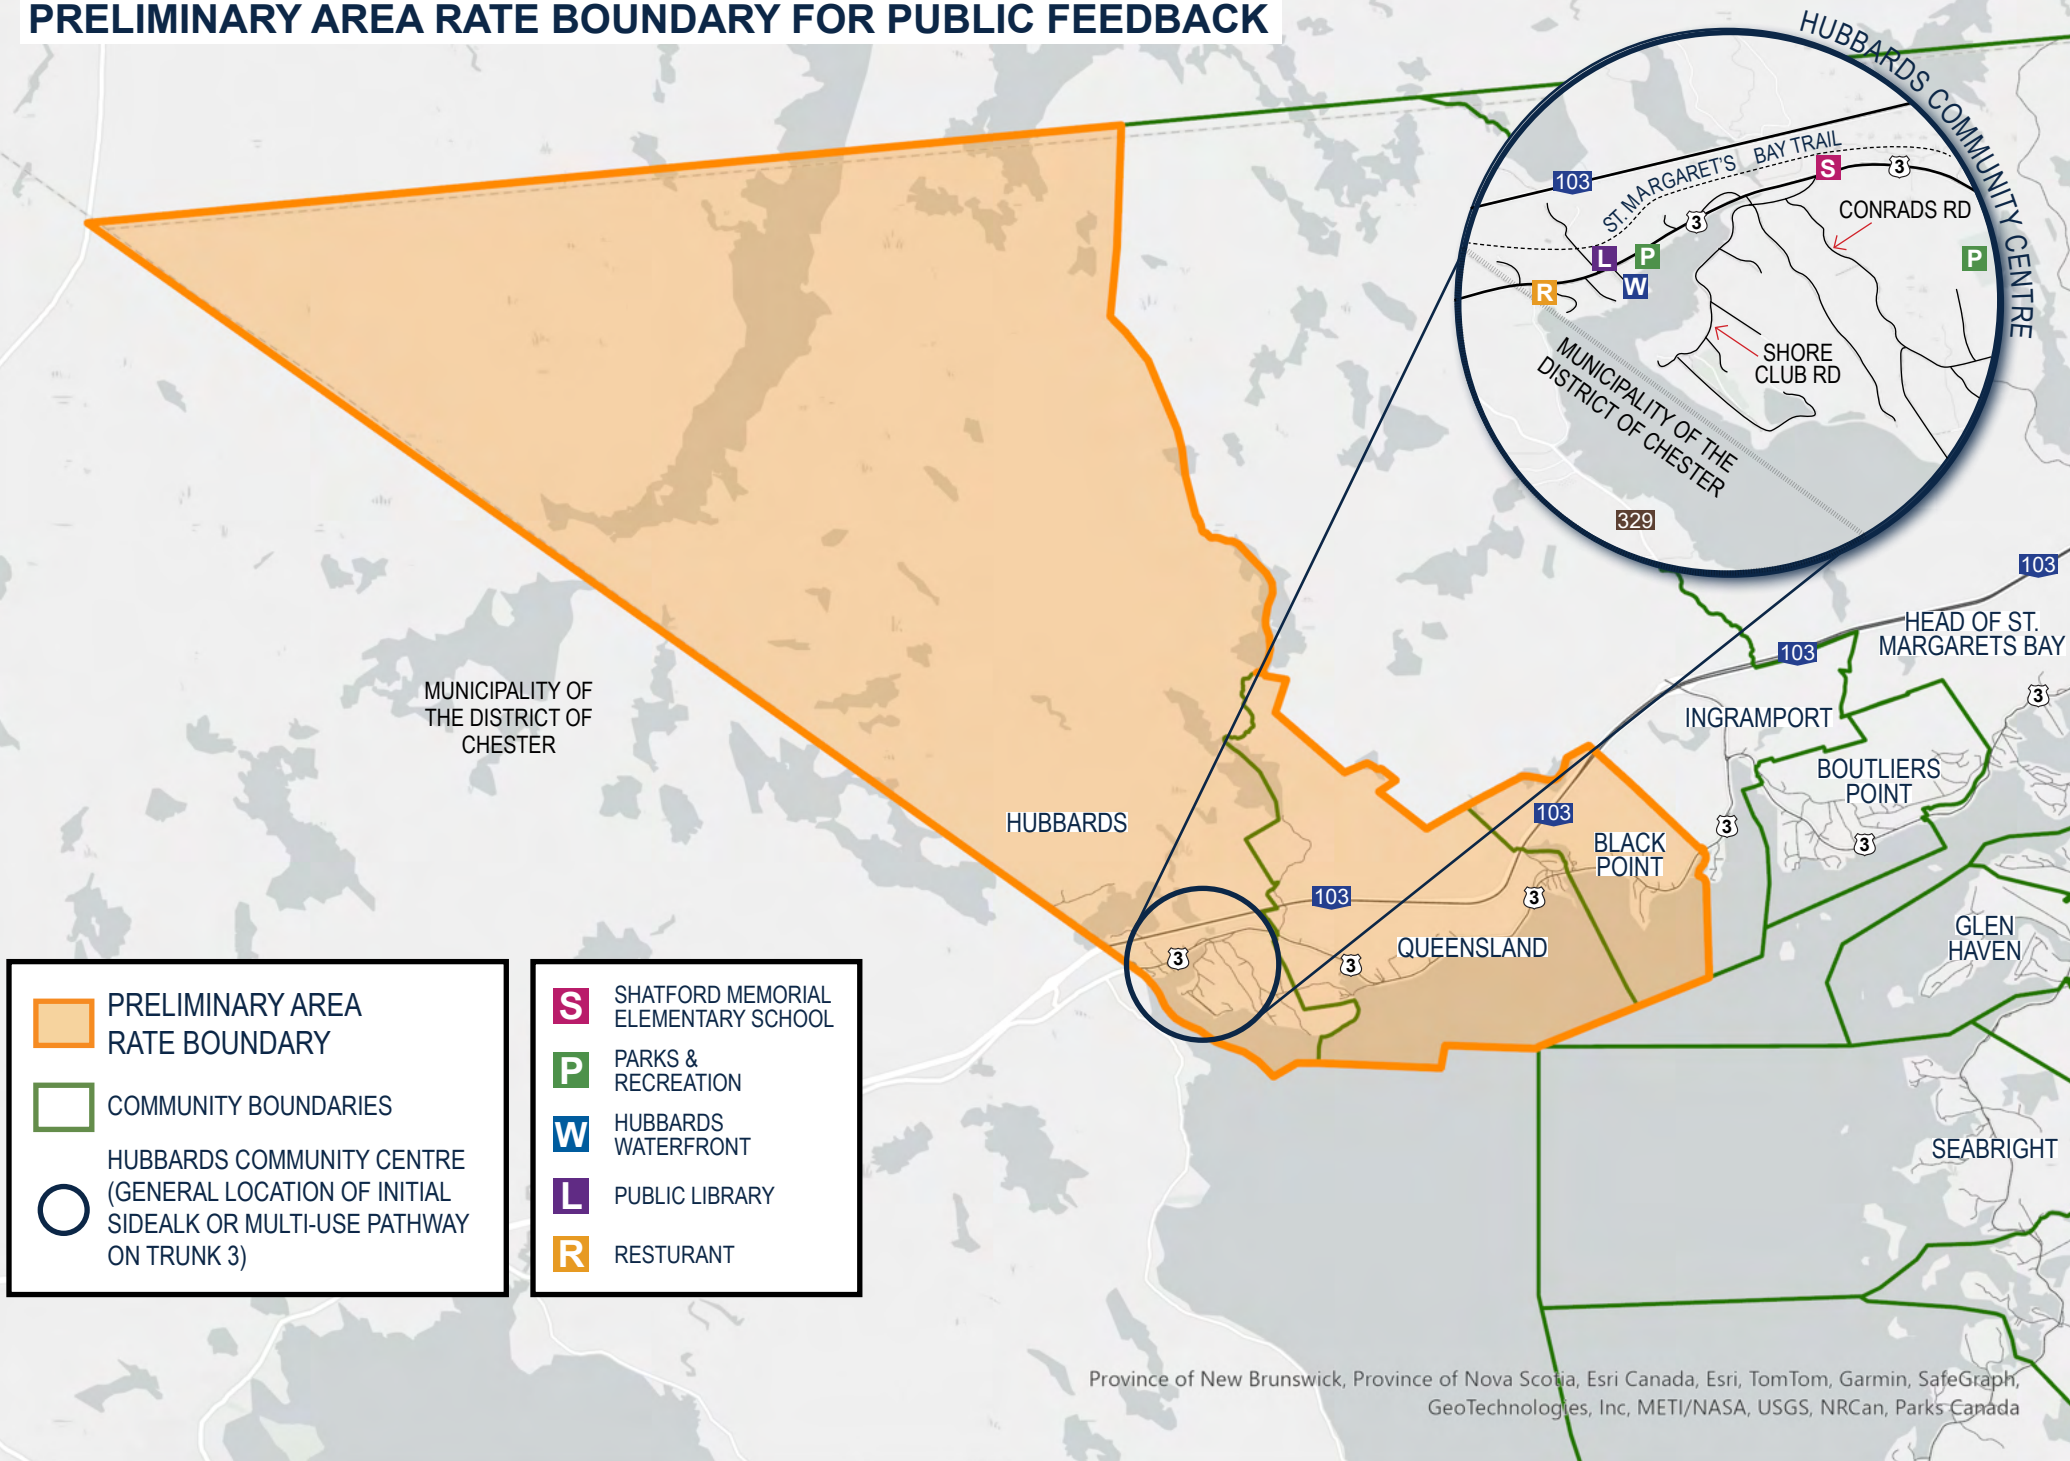 PRELIMINARY AREA RATE BOUNDARY FOR PUBLIC FEEDBACK
HUBBARDS COMMUNITY CENTRE
103
ST. MARGARET'S BAY TRAIL
S
3
3
CONRADS RD
L
P
P
W
R
SHORE
CLUB RD
MUNICIPALITY OF THE
DISTRICT OF CHESTER
329
103
HEAD OF ST.
MARGARETS BAY
103
3
INGRAMPORT
BOUTLIERS
POINT
3
3
MUNICIPALITY OF
THE DISTRICT OF
CHESTER
HUBBARDS
103
BLACK
POINT
103
3
QUEENSLAND
3
3
GLEN
HAVEN
SEABRIGHT
PRELIMINARY AREA
RATE BOUNDARY
COMMUNITY BOUNDARIES
HUBBARDS COMMUNITY CENTRE
(GENERAL LOCATION OF INITIAL
SIDEALK OR MULTI-USE PATHWAY
ON TRUNK 3)
S SHATFORD MEMORIAL
ELEMENTARY SCHOOL
P PARKS &
RECREATION
W HUBBARDS
WATERFRONT
L PUBLIC LIBRARY
R RESTURANT
Province of New Brunswick, Province of Nova Scotia, Esri Canada, Esri, TomTom, Garmin, SafeGraph,
GeoTechnologies, Inc, METI/NASA, USGS, NRCan, Parks Canada